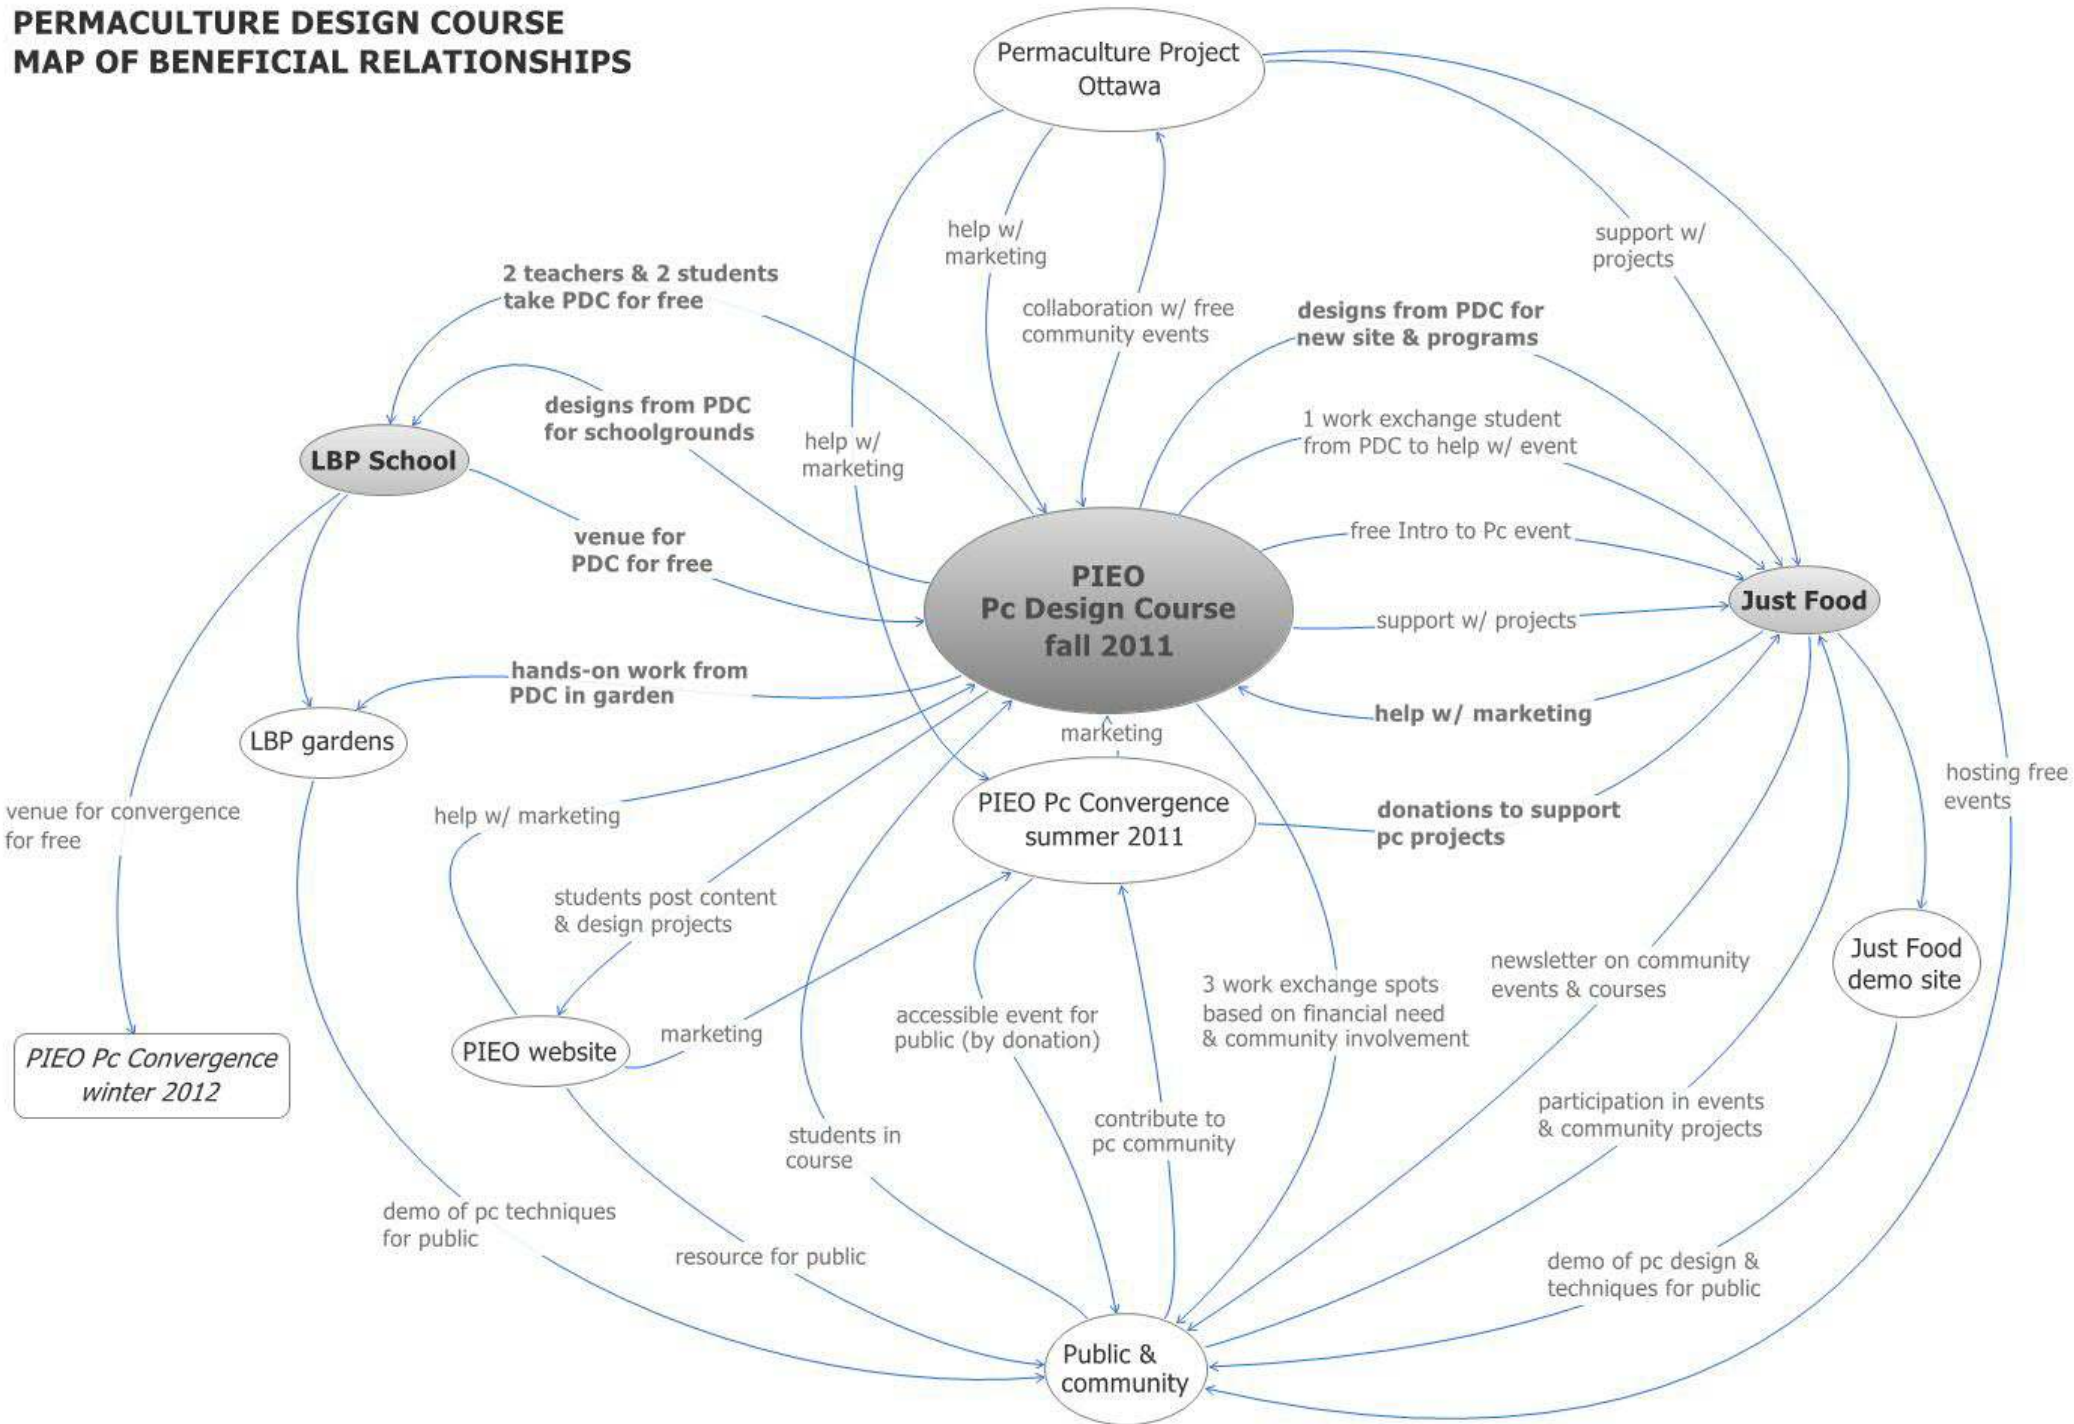 PERMACULTURE DESIGN COURSE
MAP OF BENEFICIAL RELATIONSHIPS
Permaculture Project
Ottawa
help w/
marketing
support w/
projects
2 teachers & 2 students
take PDC for free
collaboration w/ free
community events
designs from PDC for
new site & programs
designs from PDC
for schoolgrounds
help w/
marketing
1 work exchange student
from PDC to help w/ event
LBP School
venue for
PDC for free
free Intro to Pc event
PIEO
Pc Design Course
fall 2011
Just Food
support w/ projects
hands-on work from
PDC in garden
help w/ marketing
LBP gardens
marketing
hosting free
events
venue for convergence
for free
help w/ marketing
PIEO Pc Convergence
summer 2011
donations to support
pc projects
students post content
& design projects
Just Food
demo site
newsletter on community
events & courses
3 work exchange spots
based on financial need
& community involvement
accessible event for
public (by donation)
marketing
PIEO website
PIEO Pc Convergence
winter 2012
participation in events
& community projects
contribute to
pc community
students in
course
demo of pc techniques
for public
resource for public
demo of pc design &
techniques for public
Public &
community